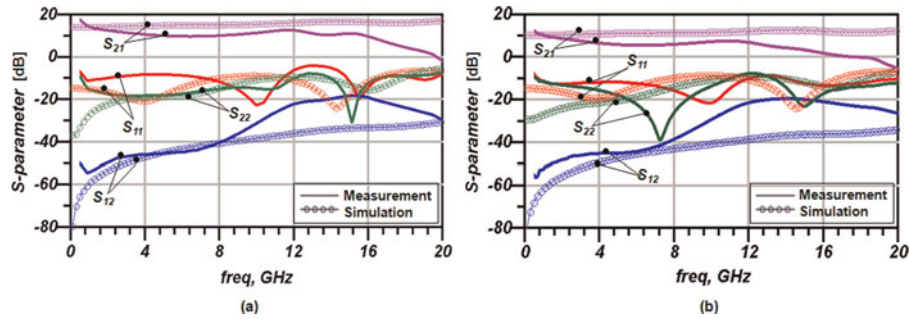 20
0
-20
-40
-60
-80
S-parameter [dB]
S21
S11
S22
S12
Measurement
Simulation
0 4 8 12 16 20
freq, GHz
(a)
20
0
-20
-40
-60
-80
S-parameter [dB]
S21
S11
S22
S12
Measurement
Simulation
0 4 8 12 16 20
freq, GHz
(b)